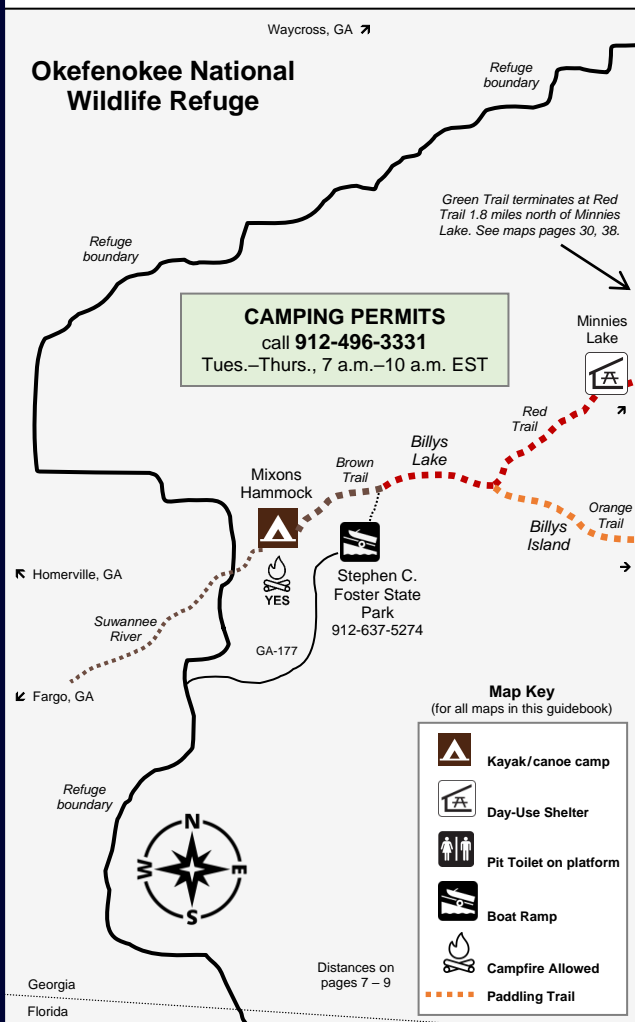 Waycross, GA
Okefenokee National
Wildlife Refuge
Refuge
boundary
Green Trail terminates at Red
Trail 1.8 miles north of Minnies
Lake. See maps pages 30, 38.
Refuge
boundary
CAMPING PERMITS
call 912-496-3331
Tues.–Thurs., 7 a.m.–10 a.m. EST
Minnies
Lake
Red
Trail
Billys
Lake
Brown
Trail
Mixons
Hammock
Orange
Trail
Billys
Island
YES
Homerville, GA
Stephen C.
Foster State
Park
912-637-5274
Suwannee
River
GA-177
Fargo, GA
Map Key
(for all maps in this guidebook)
Kayak/canoe camp
Day-Use Shelter
Pit Toilet on platform
Boat Ramp
Campfire Allowed
Paddling Trail
Refuge
boundary
N
W
E
S
Distances on
pages 7 – 9
Georgia
Florida